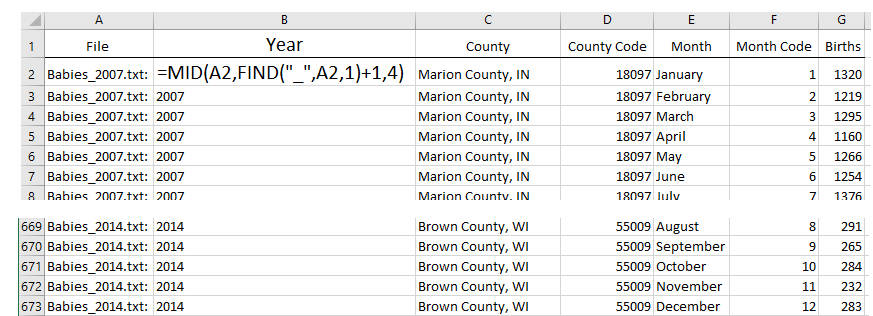 A B C D E F G
1 File Year County County Code Month Month Code Births
2 Babies_2007.txt: =MID(A2,FIND("_",A2,1)+1,4) Marion County, IN 18097 January 1 1320
3 Babies_2007.txt: 2007 Marion County, IN 18097 February 2 1219
4 Babies_2007.txt: 2007 Marion County, IN 18097 March 3 1295
5 Babies_2007.txt: 2007 Marion County, IN 18097 April 4 1160
6 Babies_2007.txt: 2007 Marion County, IN 18097 May 5 1266
7 Babies_2007.txt: 2007 Marion County, IN 18097 June 6 1254
8 Babies_2007.txt: 2007 Marion County, IN 18097 July 7 1376
669 Babies_2014.txt: 2014 Brown County, WI 55009 August 8 291
670 Babies_2014.txt: 2014 Brown County, WI 55009 September 9 265
671 Babies_2014.txt: 2014 Brown County, WI 55009 October 10 284
672 Babies_2014.txt: 2014 Brown County, WI 55009 November 11 232
673 Babies_2014.txt: 2014 Brown County, WI 55009 December 12 283